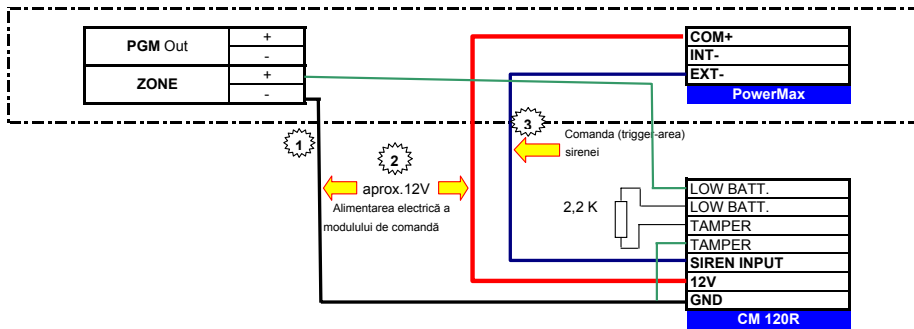 PGM Out
+
-
ZONE
+
-
COM+
INT-
EXT-
PowerMax
1
2
aprox.12V
Alimentarea electrică a
modulului de comandă
3
Comanda (trigger-area)
sirenei
2,2 K
LOW BATT.
LOW BATT.
TAMPER
TAMPER
SIREN INPUT
12V
GND
CM 120R